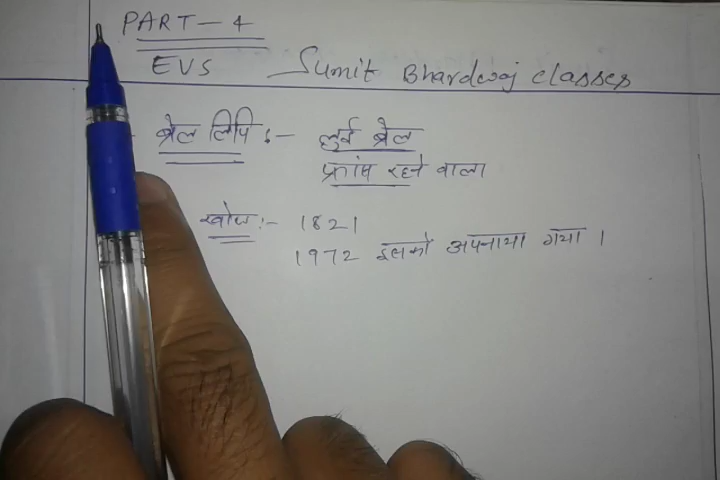 PART - 4
EVS Sumit Bhardwaj classes
ब्रेल लिपि :- लुई ब्रेल
फ्रांस रहने वाला
खोज :- 1821
1972 इसको अपनाया गया ।